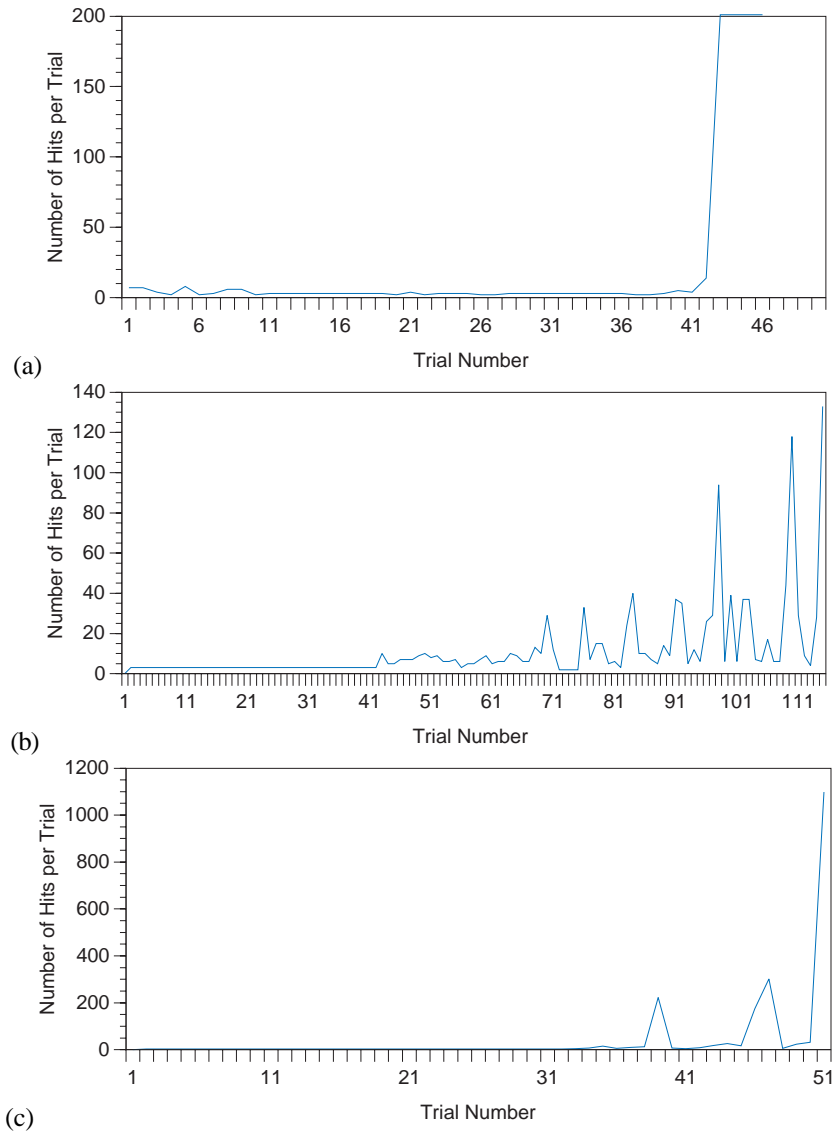 200
150
100
50
0
Number of Hits per Trial
1 6 11 16 21 26 31 36 41 46
Trial Number
(a)
140
120
100
80
60
40
20
0
Number of Hits per Trial
1 11 21 31 41 51 61 71 81 91 101 111
Trial Number
(b)
1200
1000
800
600
400
200
0
Number of Hits per Trial
1 11 21 31 41 51
Trial Number
(c)